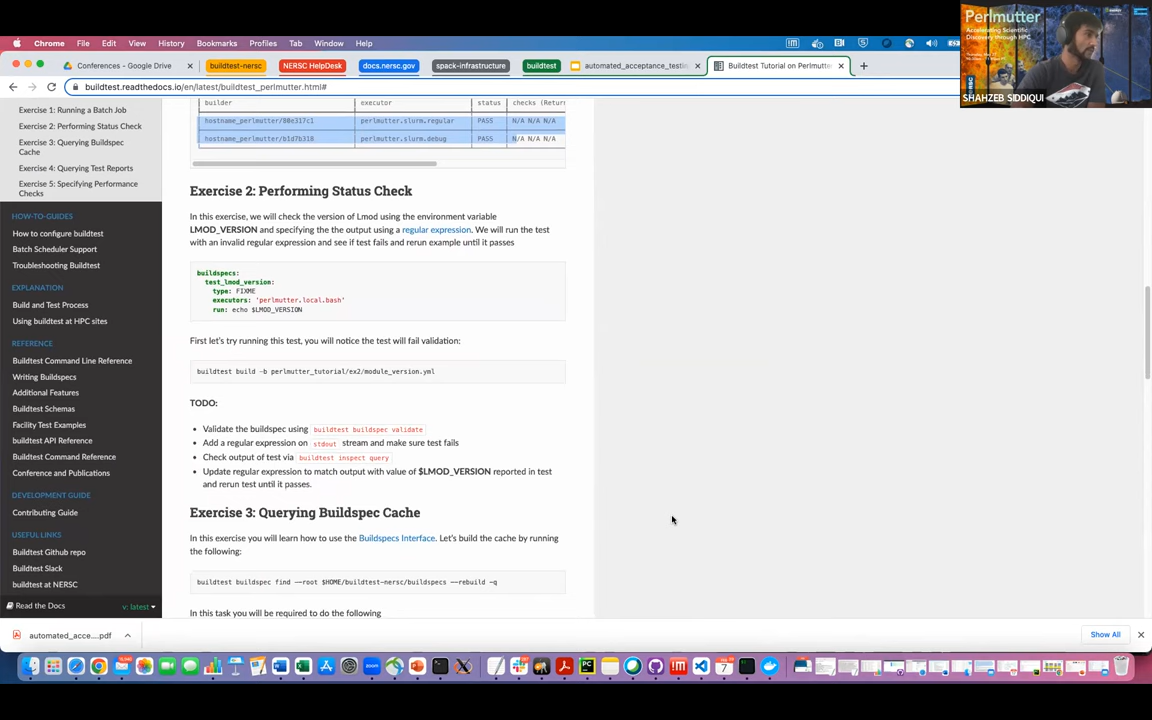 Chrome File Edit View History Bookmarks Profiles Tab Window Help
Conferences - Google Drive
buildtest-nersc
NERSC HelpDesk
docs.nersc.gov
spack-infrastructure
buildtest
automated_acceptance_testi
Buildtest Tutorial on Perlmutte
buildtest.readthedocs.io/en/latest/buildtest_perlmutter.html#
Perlmutter
Accelerating Scientific
Discovery through HPC
SHAHZEB SIDDIQUI
Exercise 1: Running a Batch Job
Exercise 2: Performing Status Check
Exercise 3: Querying Buildspec
Cache
Exercise 4: Querying Test Reports
Exercise 5: Specifying Performance
Checks
HOW-TO-GUIDES
How to configure buildtest
Batch Scheduler Support
Troubleshooting Buildtest
EXPLANATION
Build and Test Process
Using buildtest at HPC sites
REFERENCE
Buildtest Command Line Reference
Writing Buildspecs
Additional Features
Buildtest Schemas
Facility Test Examples
buildtest API Reference
Buildtest Command Reference
Conference and Publications
DEVELOPMENT GUIDE
Contributing Guide
USEFUL LINKS
Buildtest Github repo
Buildtest Slack
buildtest at NERSC
Read the Docs v: latest
builder executor status checks (Return
hostname_perlmutter/80e317c1 perlmutter.slurm.regular PASS N/A N/A N/A
hostname_perlmutter/b1d7b318 perlmutter.slurm.debug PASS N/A N/A N/A
Exercise 2: Performing Status Check
In this exercise, we will check the version of Lmod using the environment variable
LMOD_VERSION and specifying the the output using a regular expression. We will run the test
with an invalid regular expression and see if test fails and rerun example until it passes
buildspecs:
test_lmod_version:
type: FIXME
executors: 'perlmutter.local.bash'
run: echo $LMOD_VERSION
First let's try running this test, you will notice the test will fail validation:
buildtest build -b perlmutter_tutorial/ex2/module_version.yml
TODO:
• Validate the buildspec using buildtest buildspec validate
• Add a regular expression on stdout stream and make sure test fails
• Check output of test via buildtest inspect query
• Update regular expression to match output with value of $LMOD_VERSION reported in test
and rerun test until it passes.
Exercise 3: Querying Buildspec Cache
In this exercise you will learn how to use the Buildspecs Interface. Let's build the cache by running
the following:
buildtest buildspec find --root $HOME/buildtest-nersc/buildspecs --rebuild -q
In this task you will be required to do the following
automated_acce....pdf
Show All